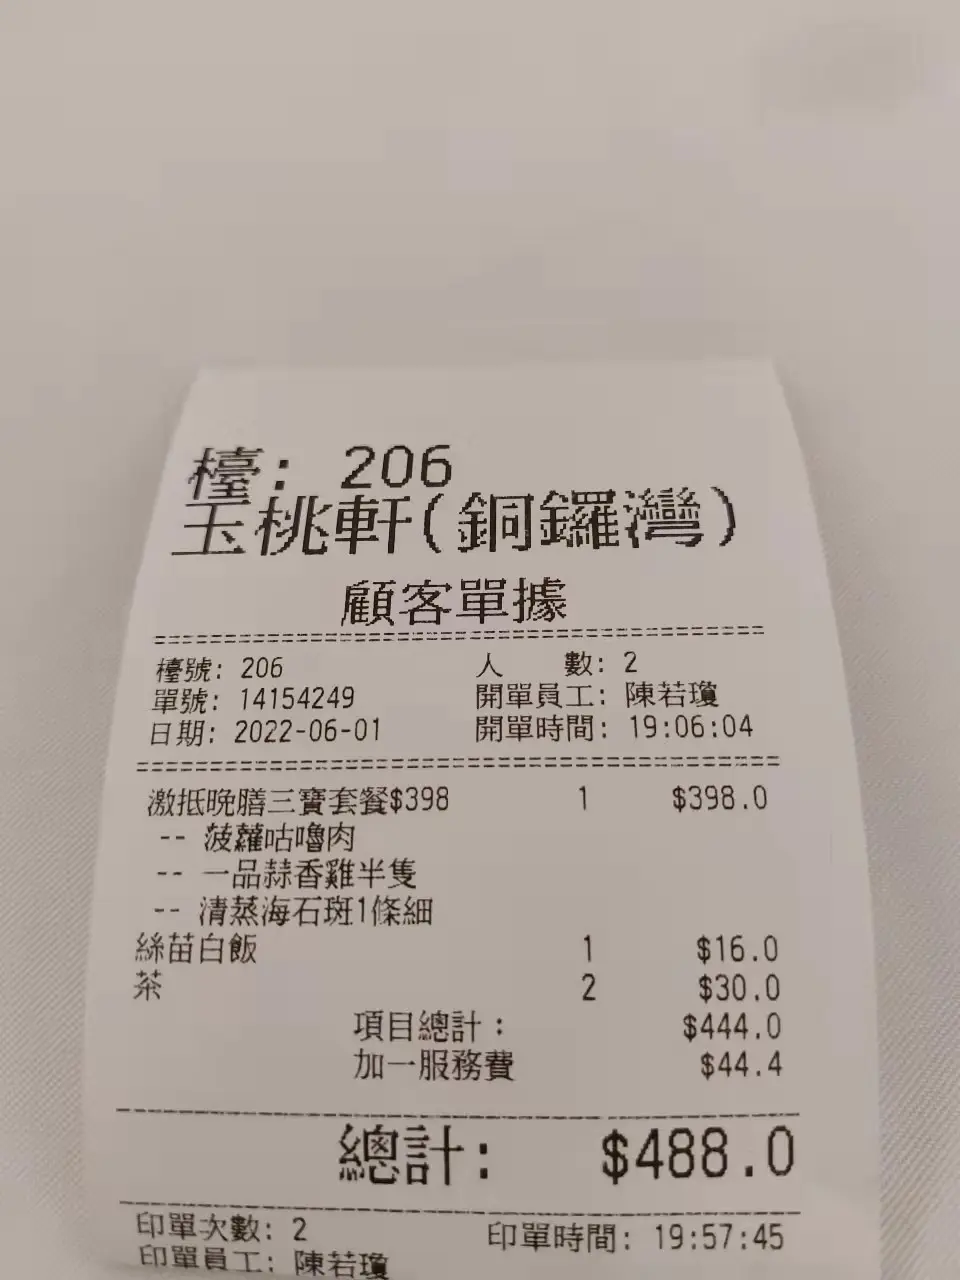 檯: 206
玉桃軒(銅鑼灣)
顧客單據
檯號: 206 人 數: 2
單號: 14154249 開單員工: 陳若瓊
日期: 2022-06-01 開單時間: 19:06:04
激抵晚膳三寶套餐$398 1 $398.0
-- 菠蘿咕嚕肉
-- 一品蒜香雞半隻
-- 清蒸海石斑1條細
絲苗白飯 1 $16.0
茶 2 $30.0
項目總計: $444.0
加一服務費 $44.4
總計: $488.0
印單次數: 2 印單時間: 19:57:45
印單員工: 陳若瓊